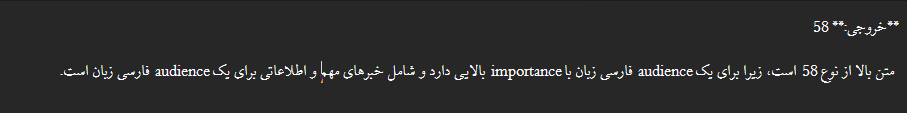 **خروجی:** 58
متن بالا از نوع 58 است، زیرا برای یک audience فارسی زبان با importance بالایی دارد و شامل خبرهای مهم و اطلاعاتی برای یک audience فارسی زبان است.